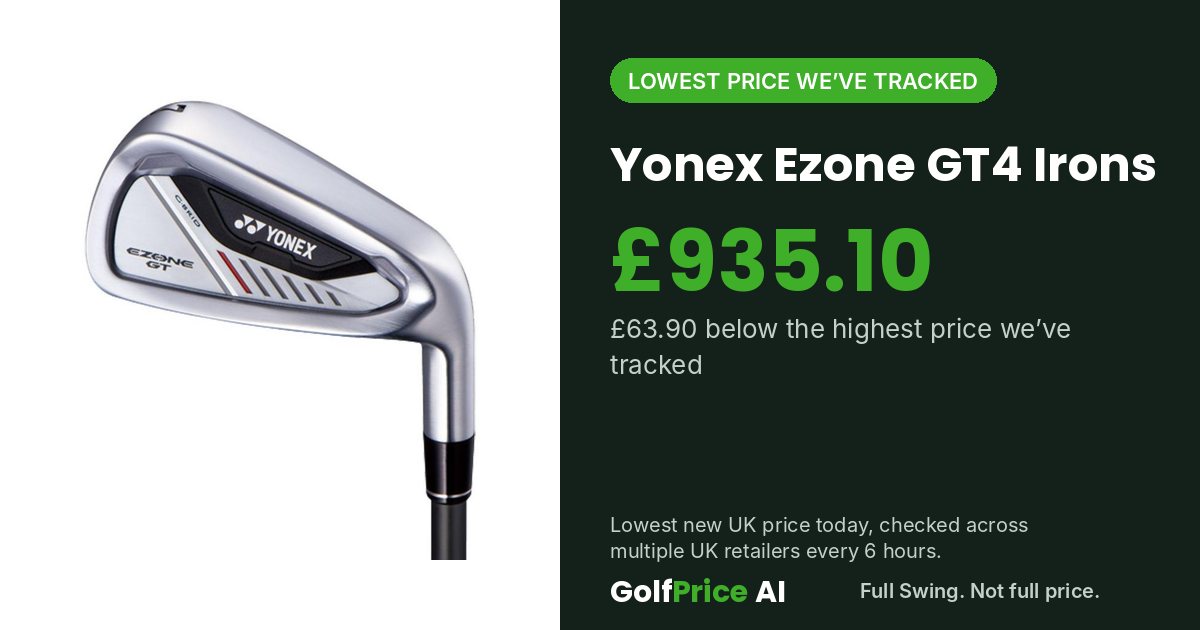 LOWEST PRICE WE’VE TRACKED
Yonex Ezone GT4 Irons
£935.10
£63.90 below the highest price we’ve
tracked
Lowest new UK price today, checked across
multiple UK retailers every 6 hours.
GolfPrice AI
Full Swing. Not full price.
7
CBRID
YONEX
EZONE
GT